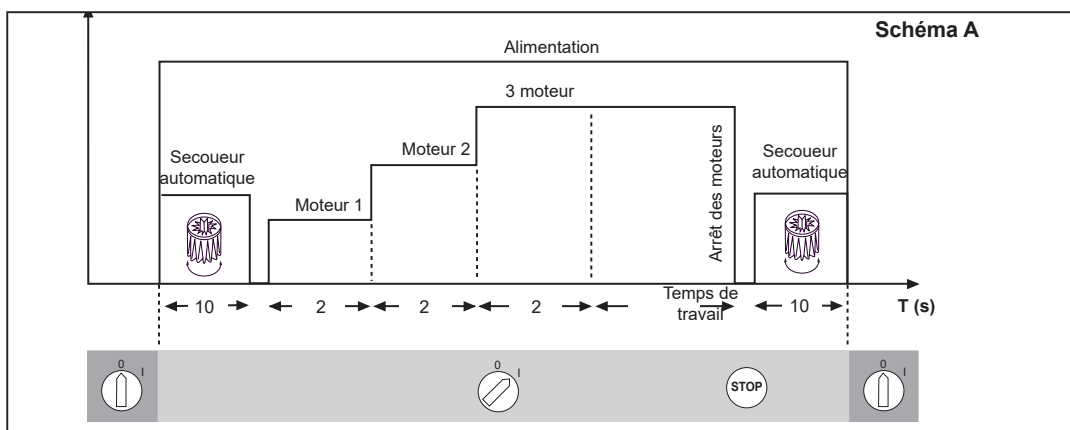 Schéma A
Alimentation
3 moteur
Moteur 2
Moteur 1
Secoueur
automatique
Arrêt des moteurs
Secoueur
automatique
10
2
2
2
Temps de
travail
10
T (s)
0
I
0
I
STOP
0
I